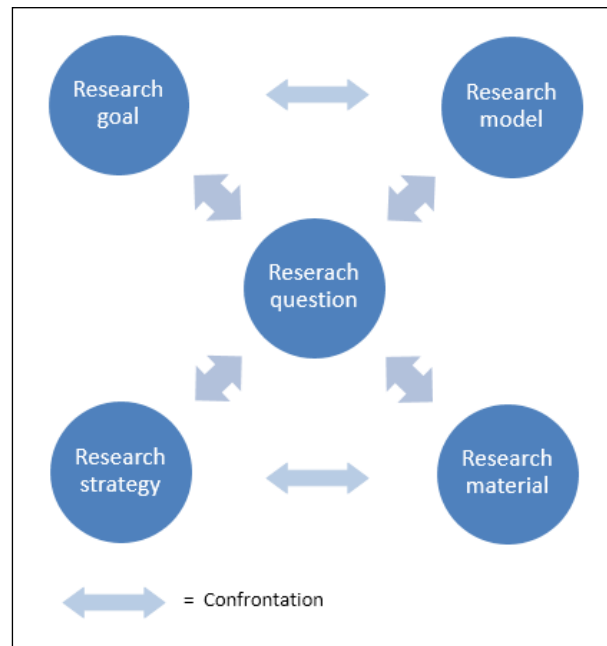 Research
goal
Research
model
Reserach
question
Research
strategy
Research
material
= Confrontation